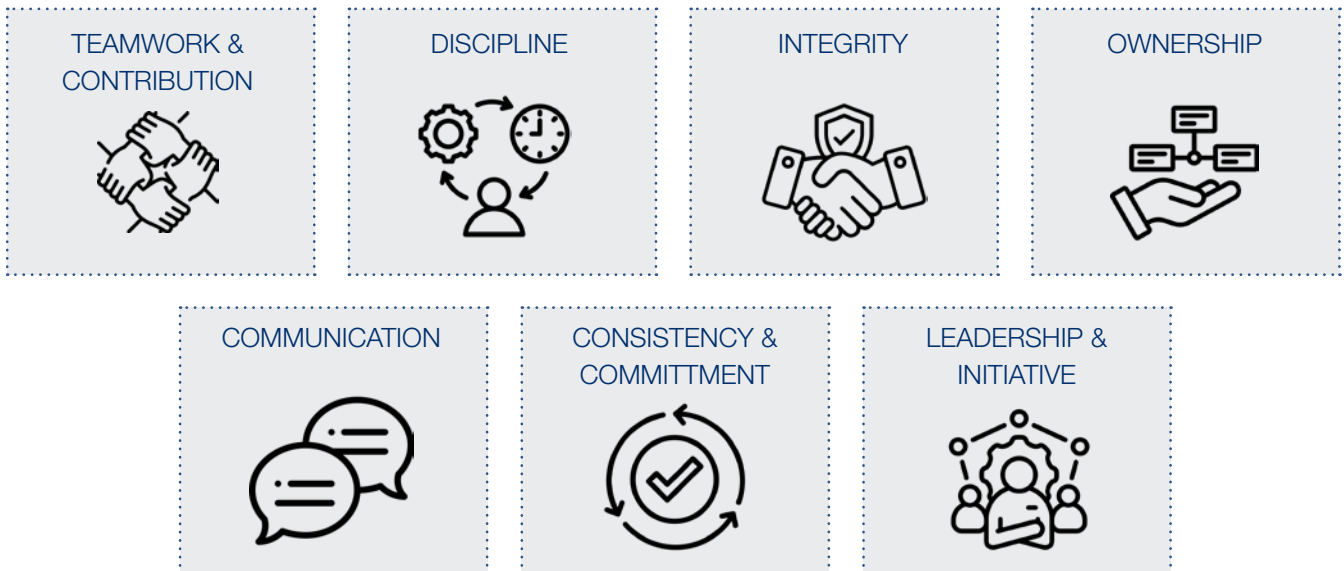 TEAMWORK &
CONTRIBUTION
DISCIPLINE
INTEGRITY
OWNERSHIP
COMMUNICATION
CONSISTENCY &
COMMITTMENT
LEADERSHIP &
INITIATIVE